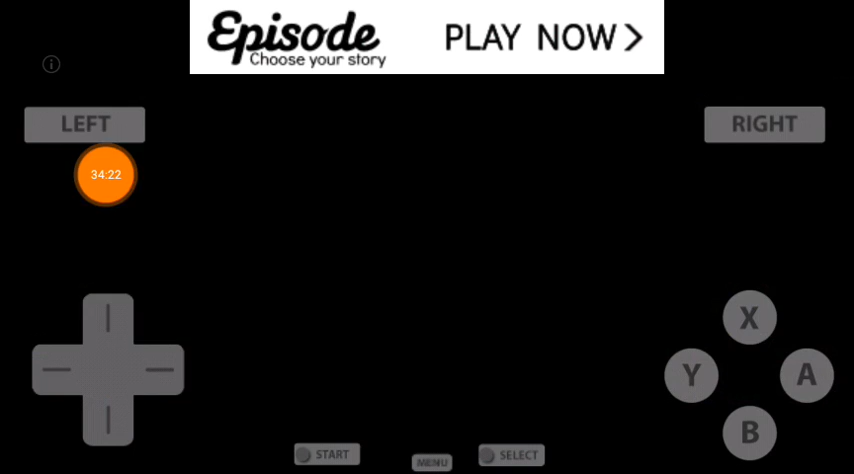 Episode
Choose your story
PLAY NOW >
i
LEFT
RIGHT
34:22
X
Y
A
B
START
MENU
SELECT